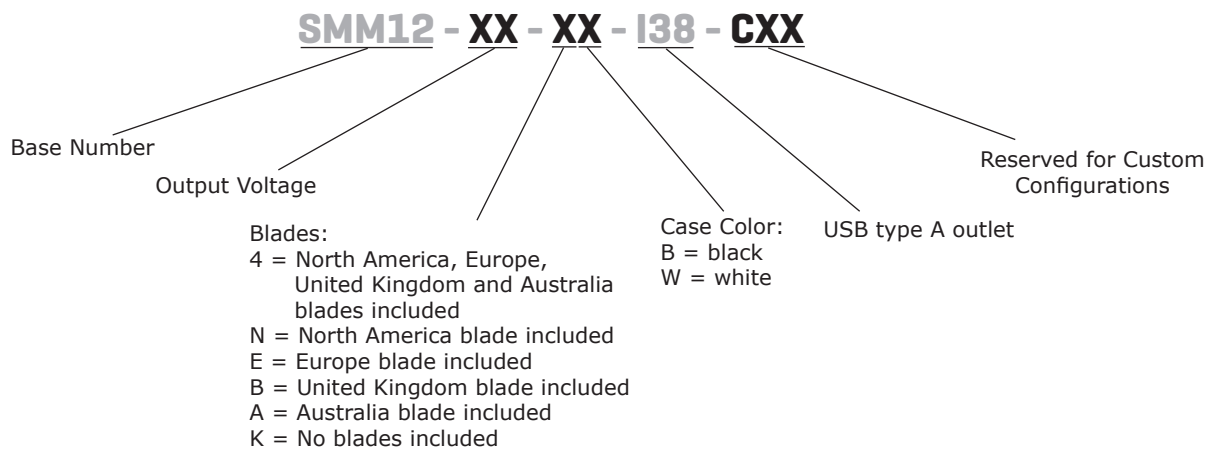 SMM12 - XX - XX - I38 - CXX
Base Number
Output Voltage
Blades:
4 = North America, Europe,
United Kingdom and Australia
blades included
N = North America blade included
E = Europe blade included
B = United Kingdom blade included
A = Australia blade included
K = No blades included
Case Color:
B = black
W = white
USB type A outlet
Reserved for Custom
Configurations